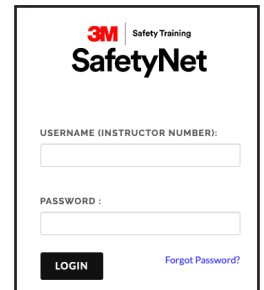 3M Safety Training
SafetyNet
USERNAME (INSTRUCTOR NUMBER):
PASSWORD :
LOGIN Forgot Password?